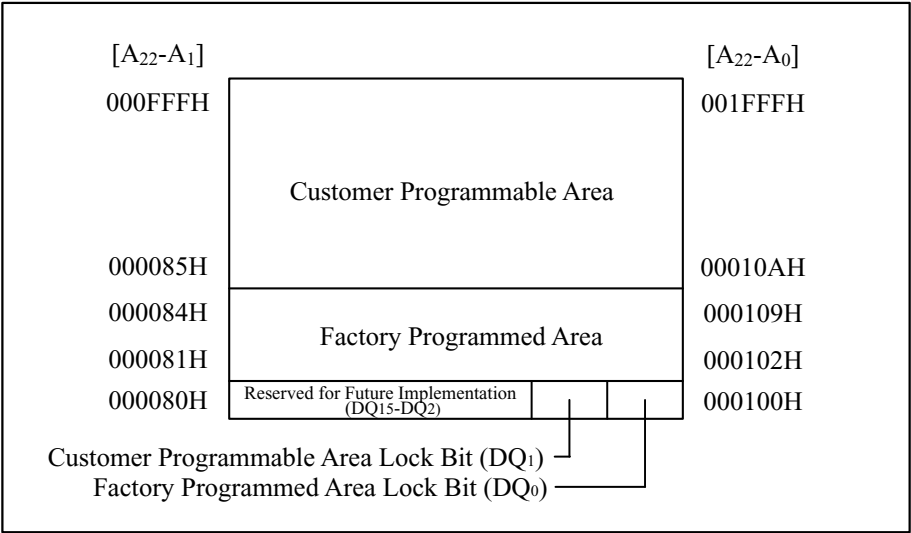 [A22-A1] [A22-A0]
000FFFH 001FFFH
Customer Programmable Area
000085H 00010AH
000084H 000109H
Factory Programmed Area
000081H 000102H
000080H Reserved for Future Implementation 000100H
(DQ15-DQ2)
Customer Programmable Area Lock Bit (DQ1)
Factory Programmed Area Lock Bit (DQ0)